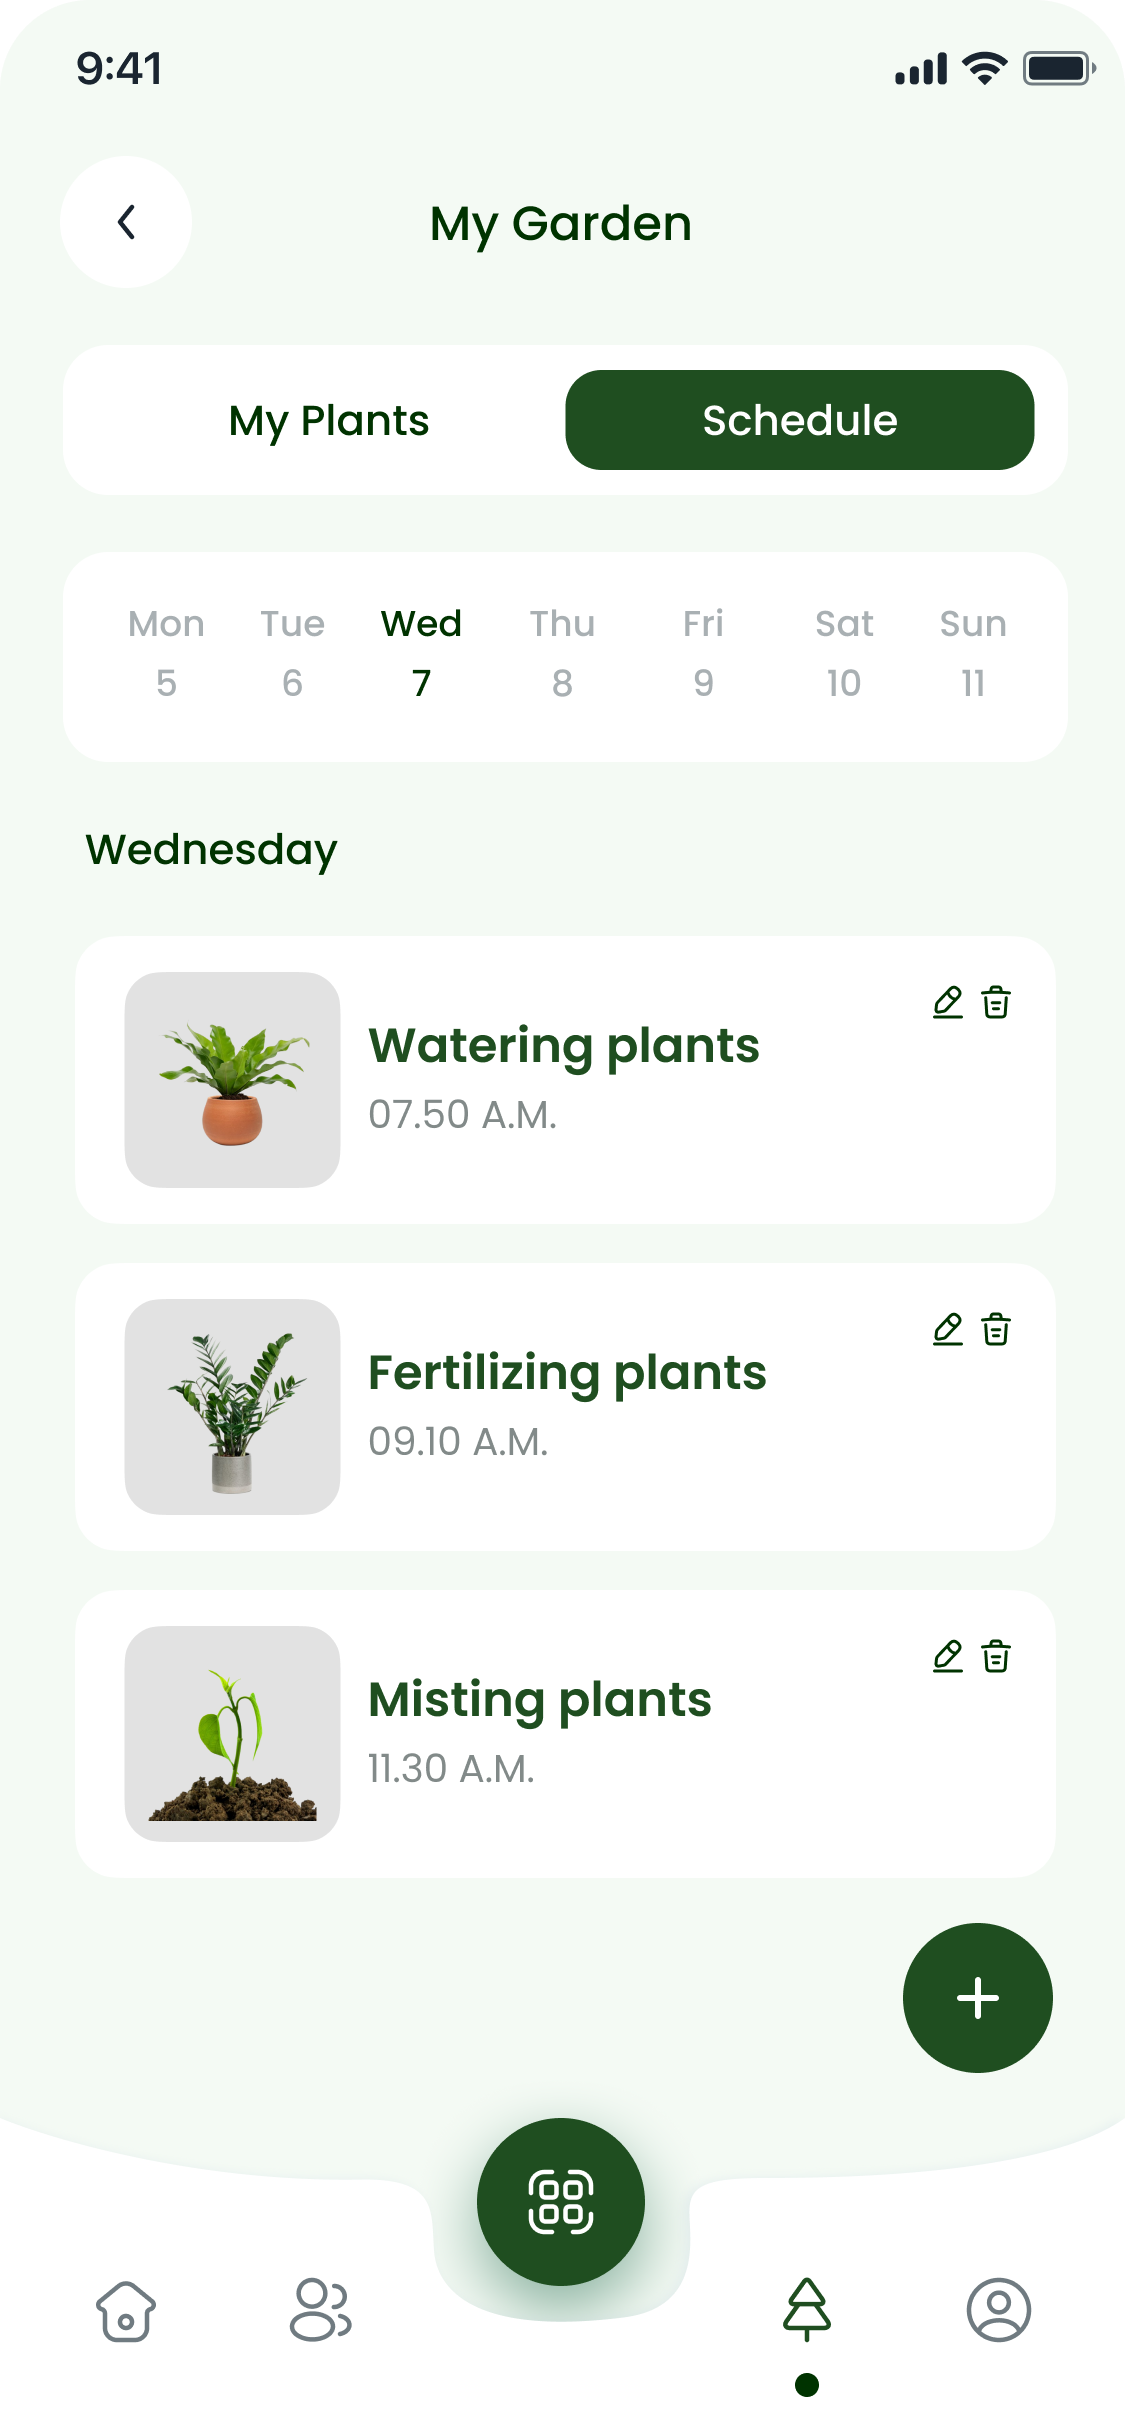 9:41
My Garden
My Plants Schedule
Mon Tue Wed Thu Fri Sat Sun
5 6 7 8 9 10 11
Wednesday
Watering plants
07.50 A.M.
Fertilizing plants
09.10 A.M.
Misting plants
11.30 A.M.